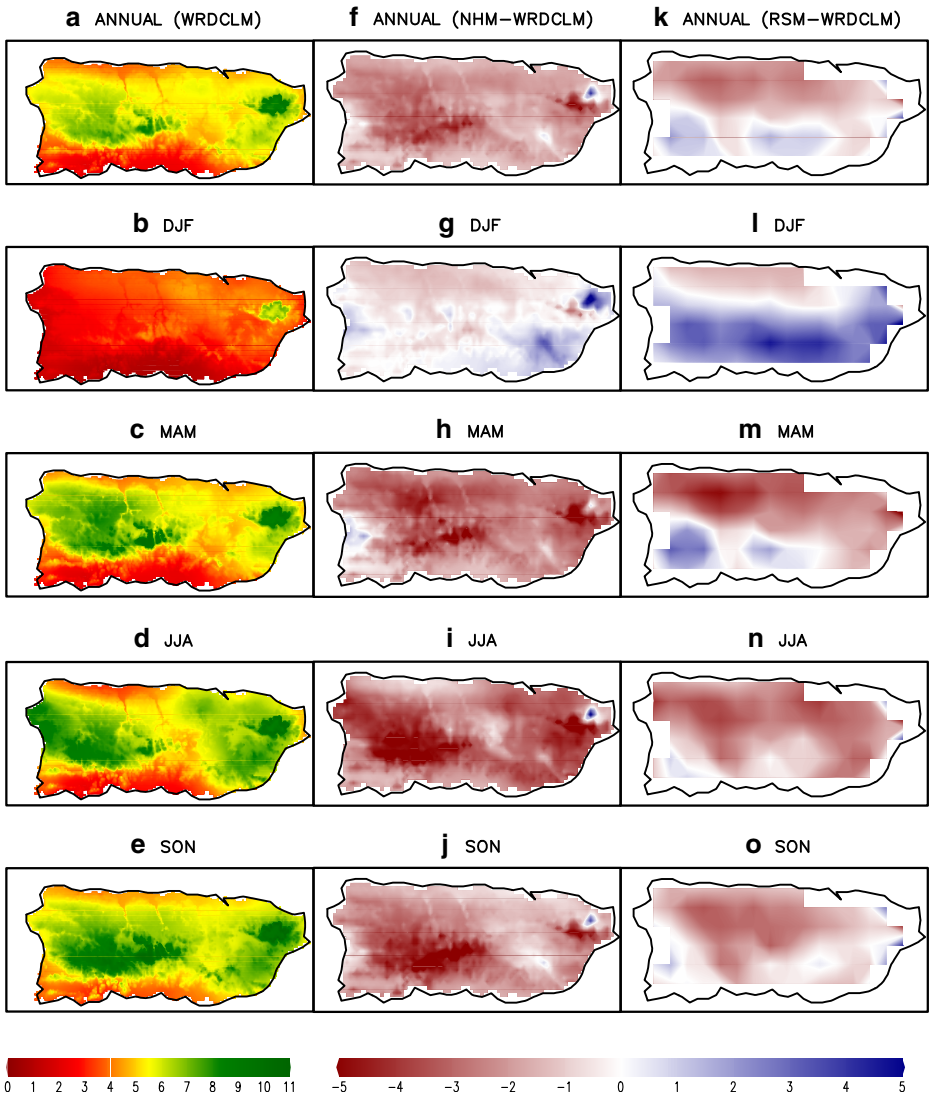 a ANNUAL (WRDCLM) f ANNUAL (NHM-WRDCLM) k ANNUAL (RSM-WRDCLM)
b DJF g DJF l DJF
c MAM h MAM m MAM
d JJA i JJA n JJA
e SON j SON o SON
0 1 2 3 4 5 6 7 8 9 10 11 -5 -4 -3 -2 -1 0 1 2 3 4 5